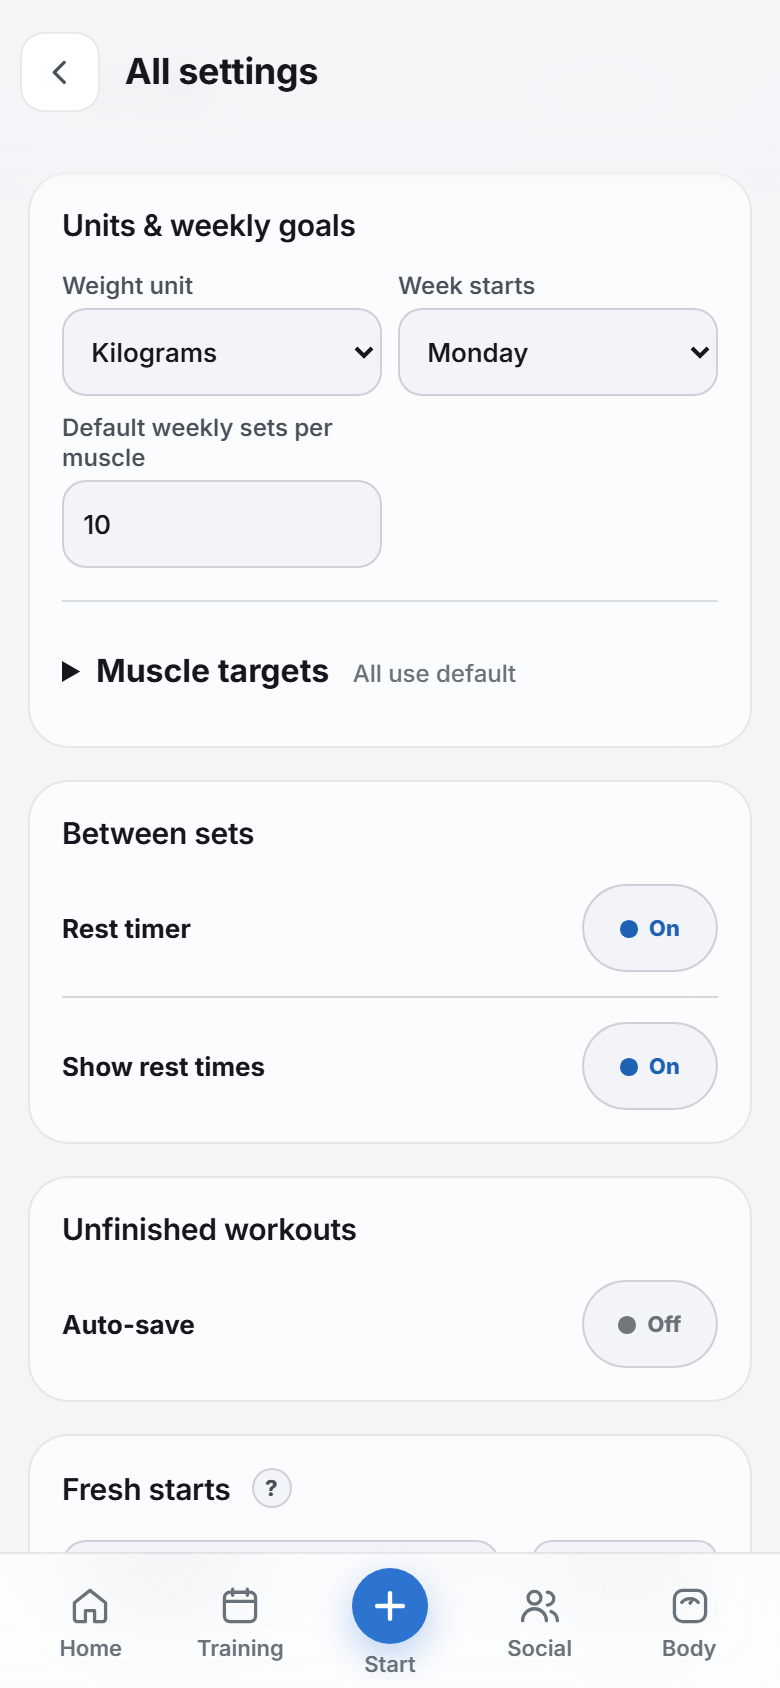 All settings
Units & weekly goals
Weight unit
Week starts
Kilograms
Monday
Default weekly sets per
muscle
10
Muscle targets All use default
Between sets
Rest timer
On
Show rest times
On
Unfinished workouts
Auto-save
Off
Fresh starts ?
Home
Training
Start
Social
Body